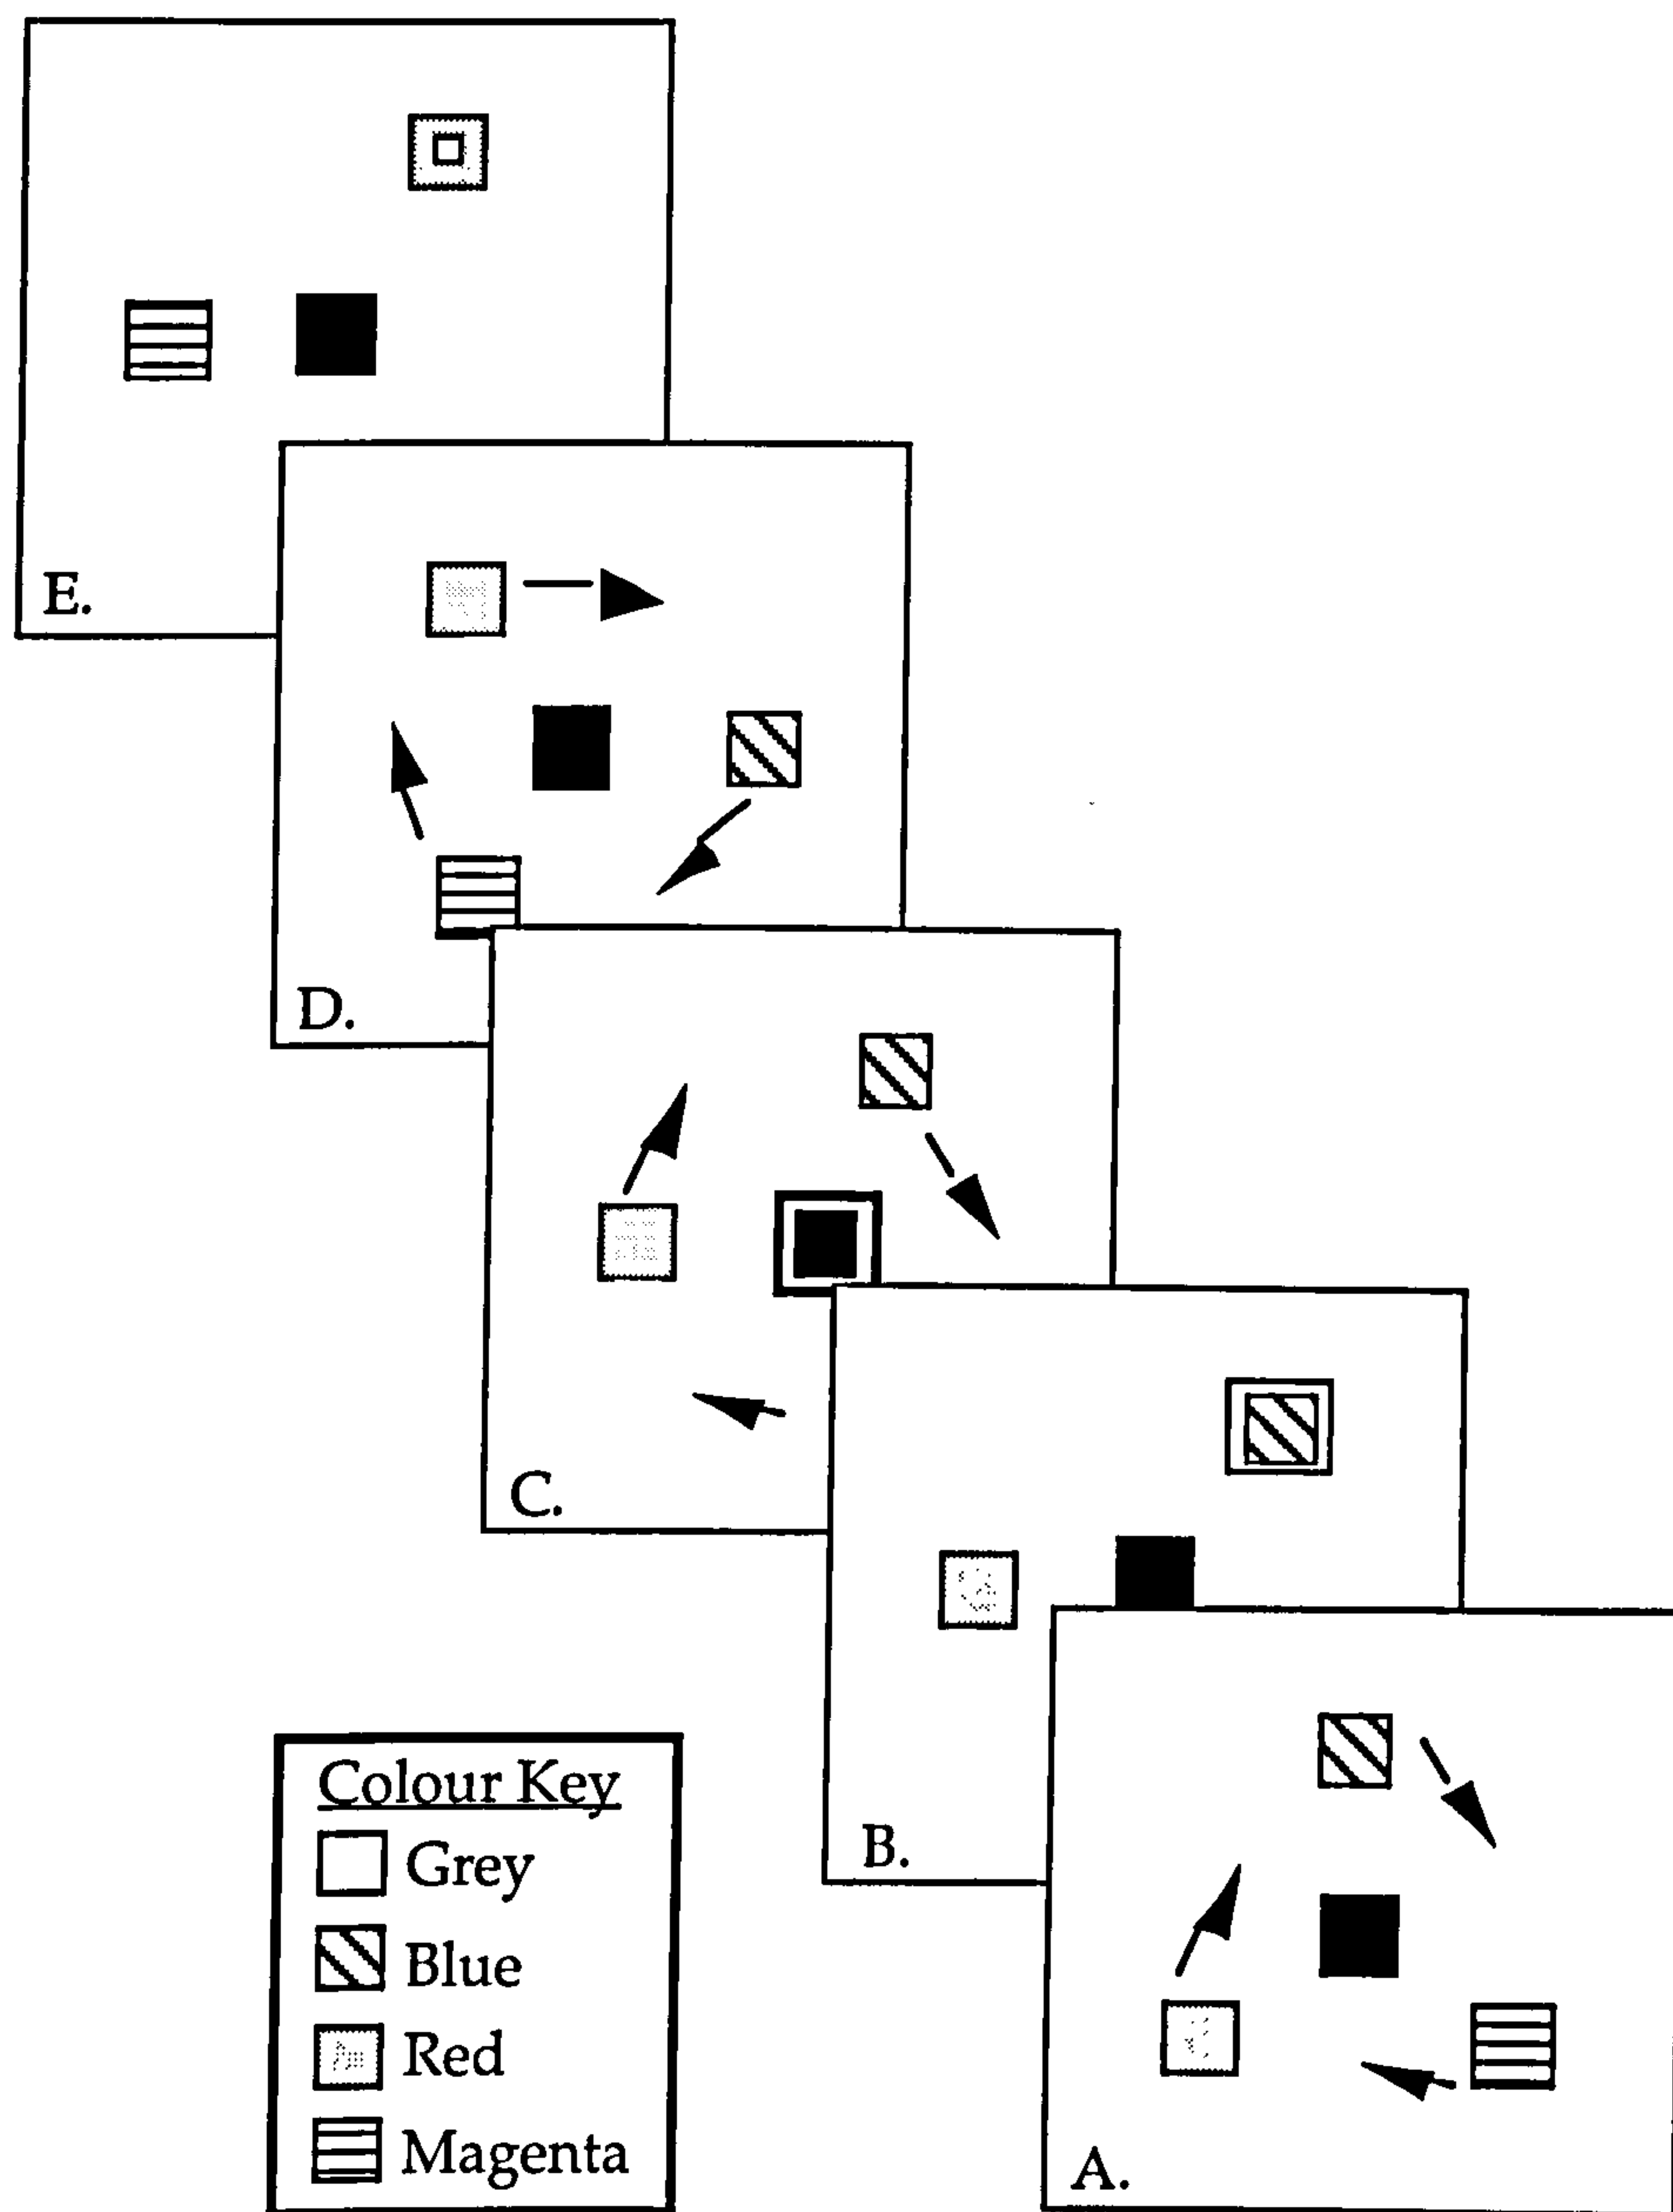 E.
D.
C.
B.
A.
Colour Key
Grey
Blue
Red
Magenta